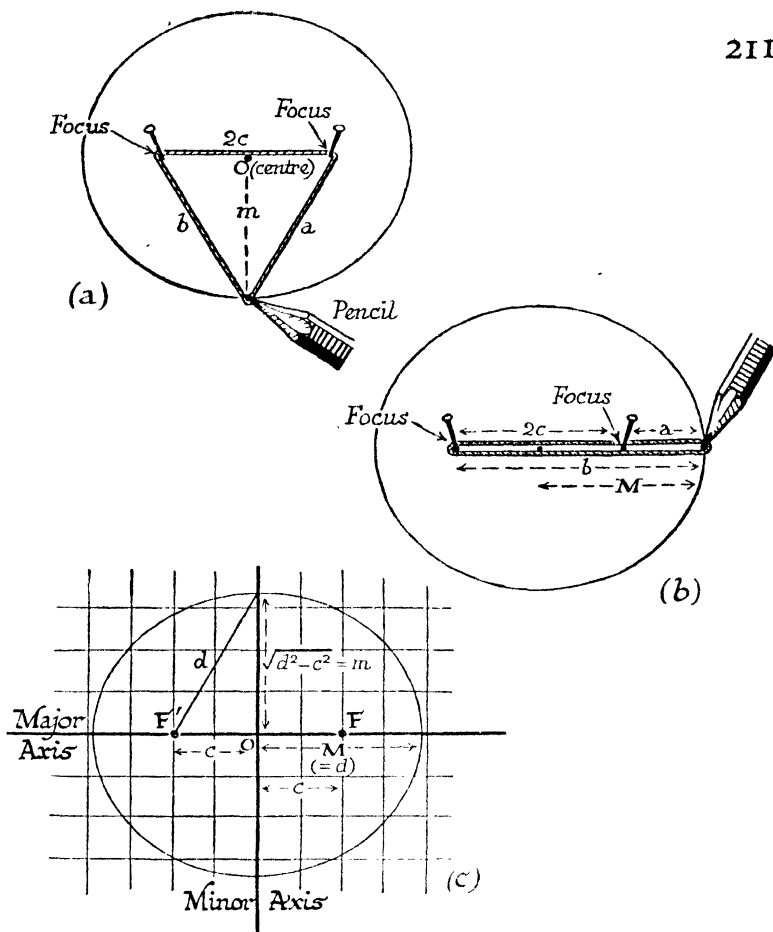 211
Focus
Focus
2c
O (centre)
m
b
a
(a)
Pencil
Focus
Focus
2c
a
b
M
(b)
d
√d²-c² = m
F'
F
Major
Axis
O
c
M
(= d)
c
Minor Axis
(c)